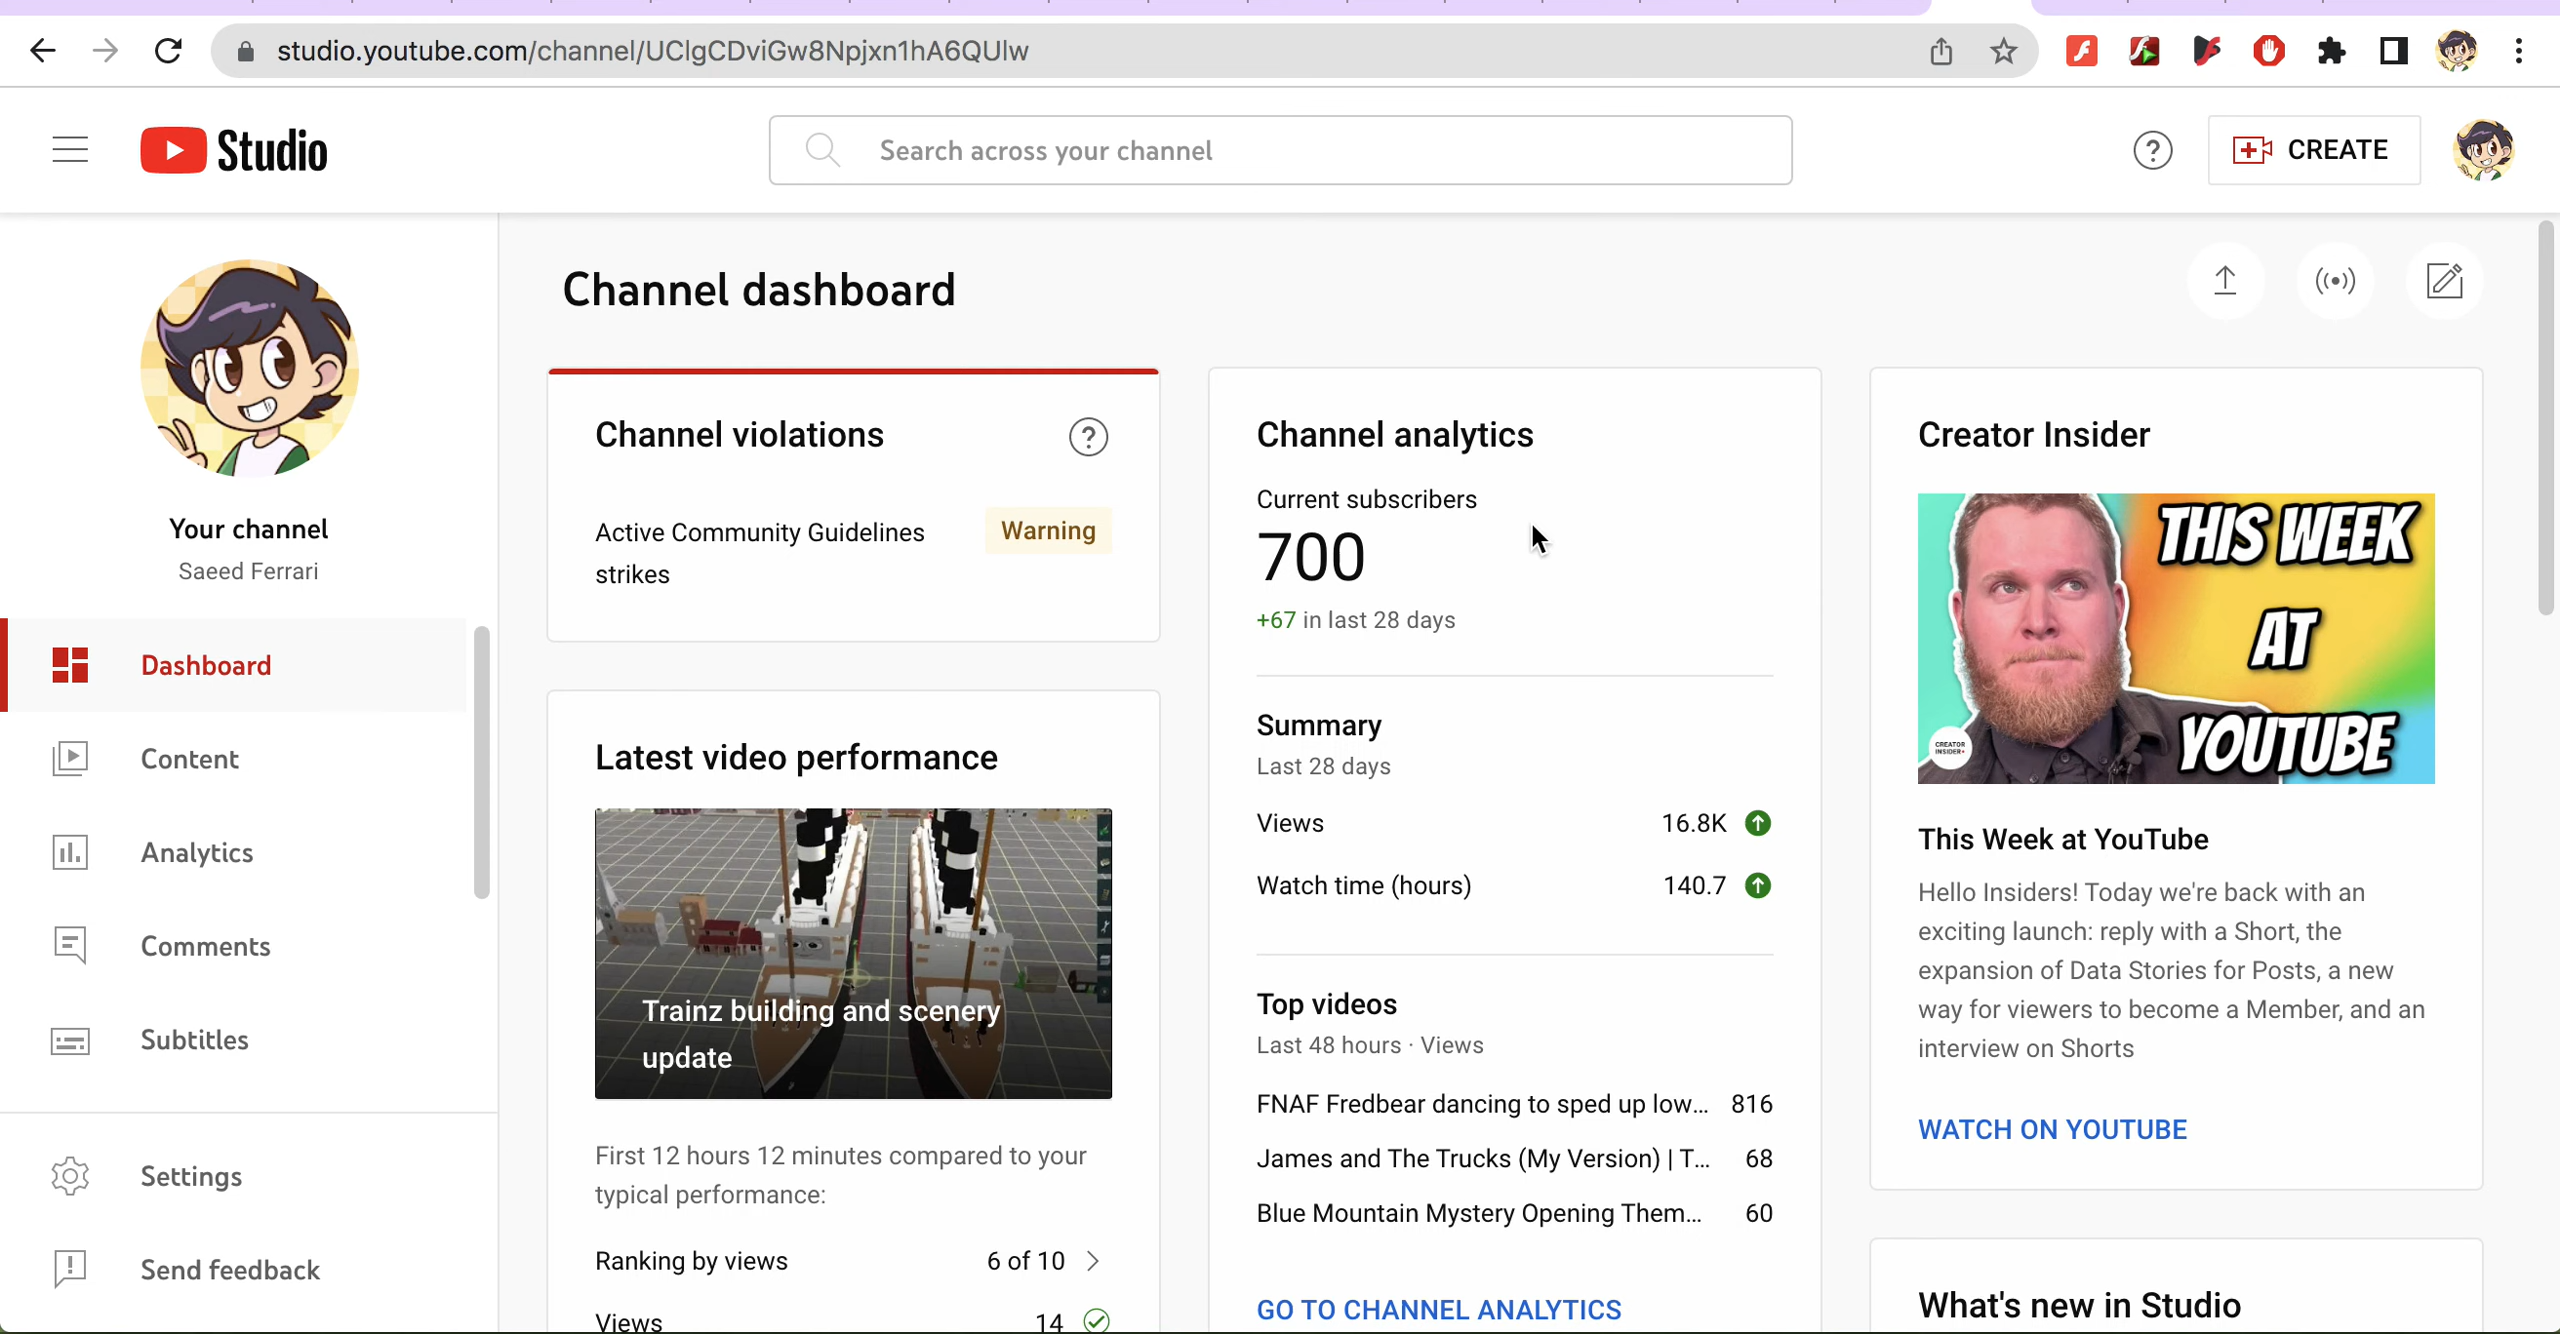 studio.youtube.com/channel/UClgCDviGw8Npjxn1hA6QUlw
Studio
Search across your channel
CREATE
Your channel
Saeed Ferrari
Dashboard
Content
Analytics
Comments
Subtitles
Settings
Send feedback
Channel dashboard
Channel violations
Active Community Guidelines
strikes
Warning
Latest video performance
Trainz building and scenery
update
First 12 hours 12 minutes compared to your
typical performance:
Ranking by views 6 of 10
Views 14
Channel analytics
Current subscribers
700
+67 in last 28 days
Summary
Last 28 days
Views 16.8K
Watch time (hours) 140.7
Top videos
Last 48 hours · Views
FNAF Fredbear dancing to sped up low... 816
James and The Trucks (My Version) | T... 68
Blue Mountain Mystery Opening Them... 60
GO TO CHANNEL ANALYTICS
Creator Insider
THIS WEEK
AT
YOUTUBE
CREATOR
INSIDER
This Week at YouTube
Hello Insiders! Today we're back with an
exciting launch: reply with a Short, the
expansion of Data Stories for Posts, a new
way for viewers to become a Member, and an
interview on Shorts
WATCH ON YOUTUBE
What's new in Studio